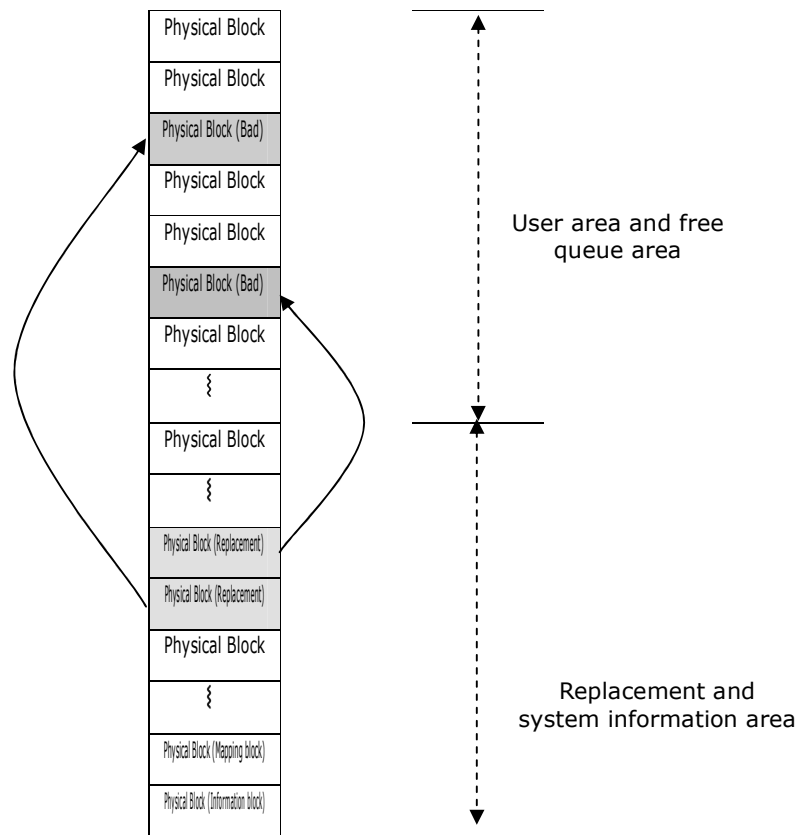 Physical Block
Physical Block
Physical Block (Bad)
Physical Block
Physical Block
Physical Block (Bad)
Physical Block
Physical Block
Physical Block (Replacement)
Physical Block (Replacement)
Physical Block
Physical Block (Mapping block)
Physical Block (Information block)
User area and free
queue area
Replacement and
system information area